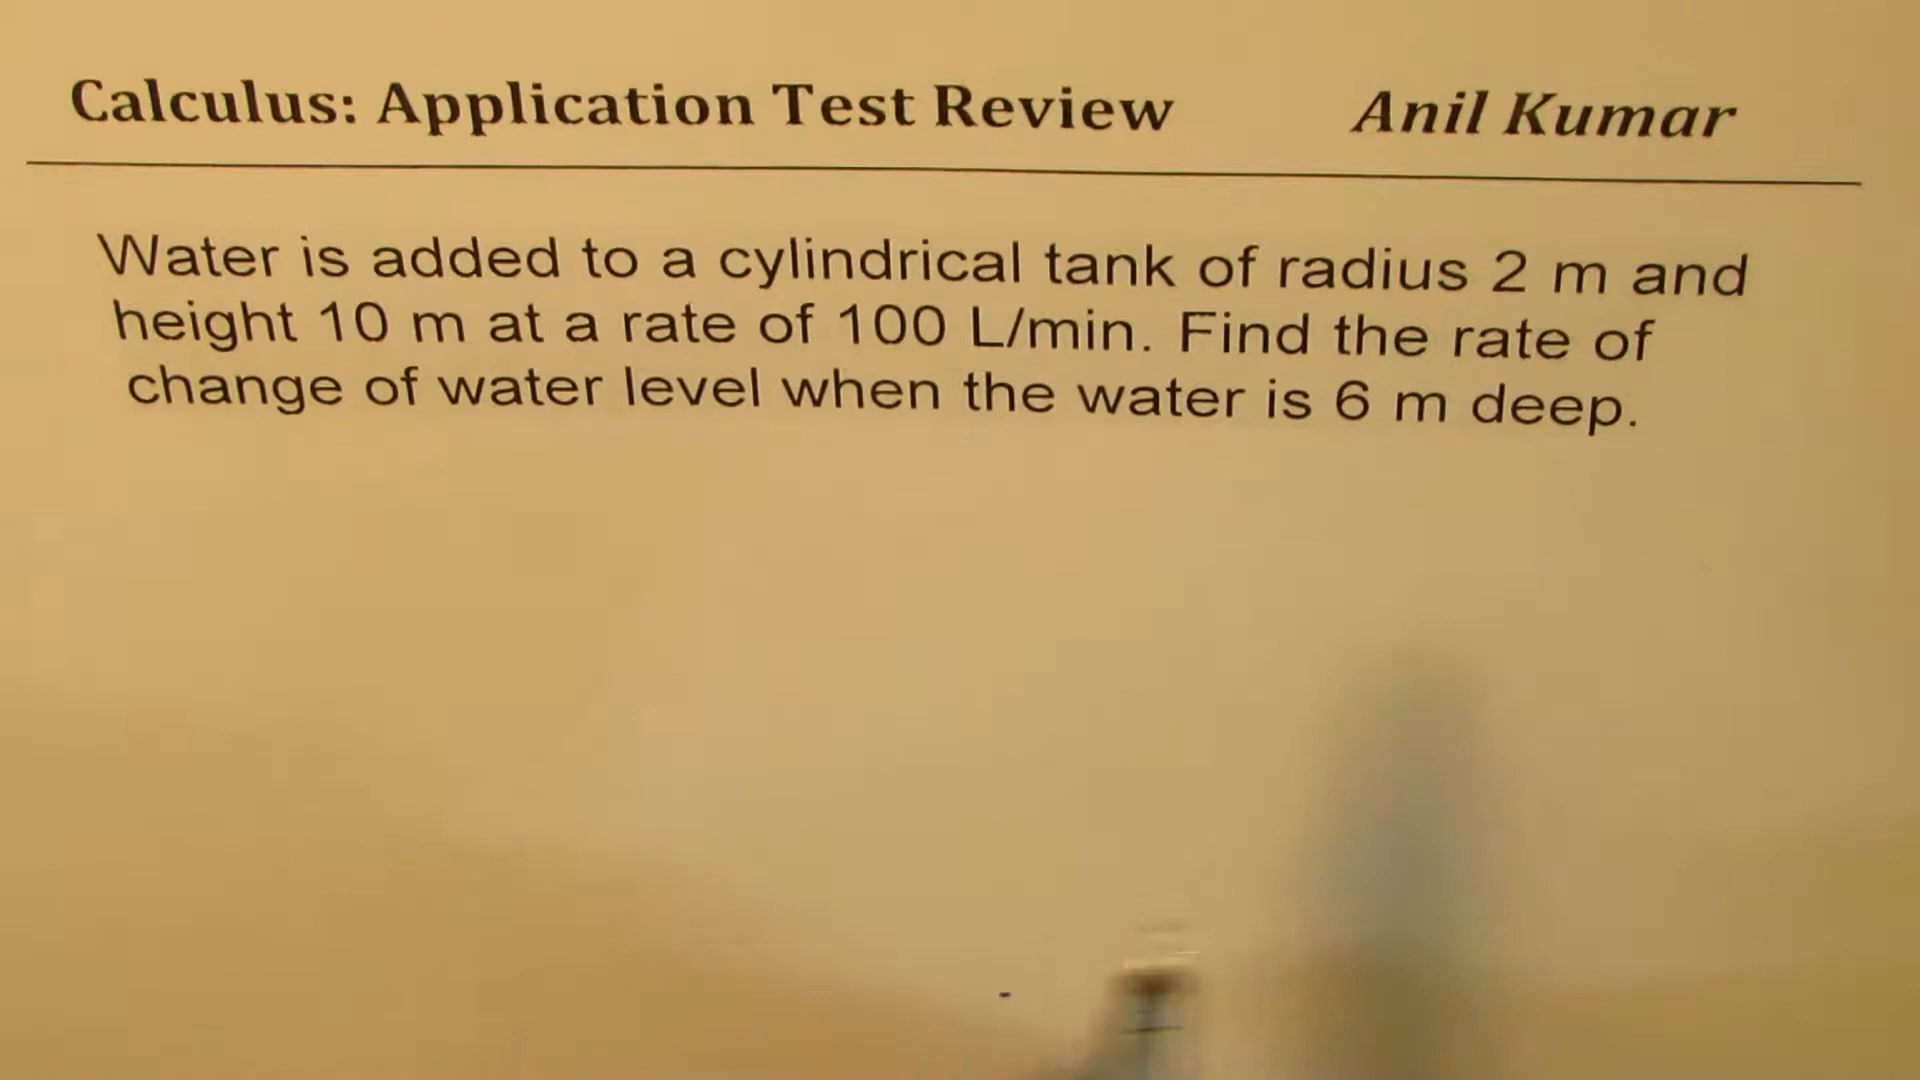 Calculus: Application Test Review Anil Kumar
Water is added to a cylindrical tank of radius 2 m and
height 10 m at a rate of 100 L/min. Find the rate of
change of water level when the water is 6 m deep.